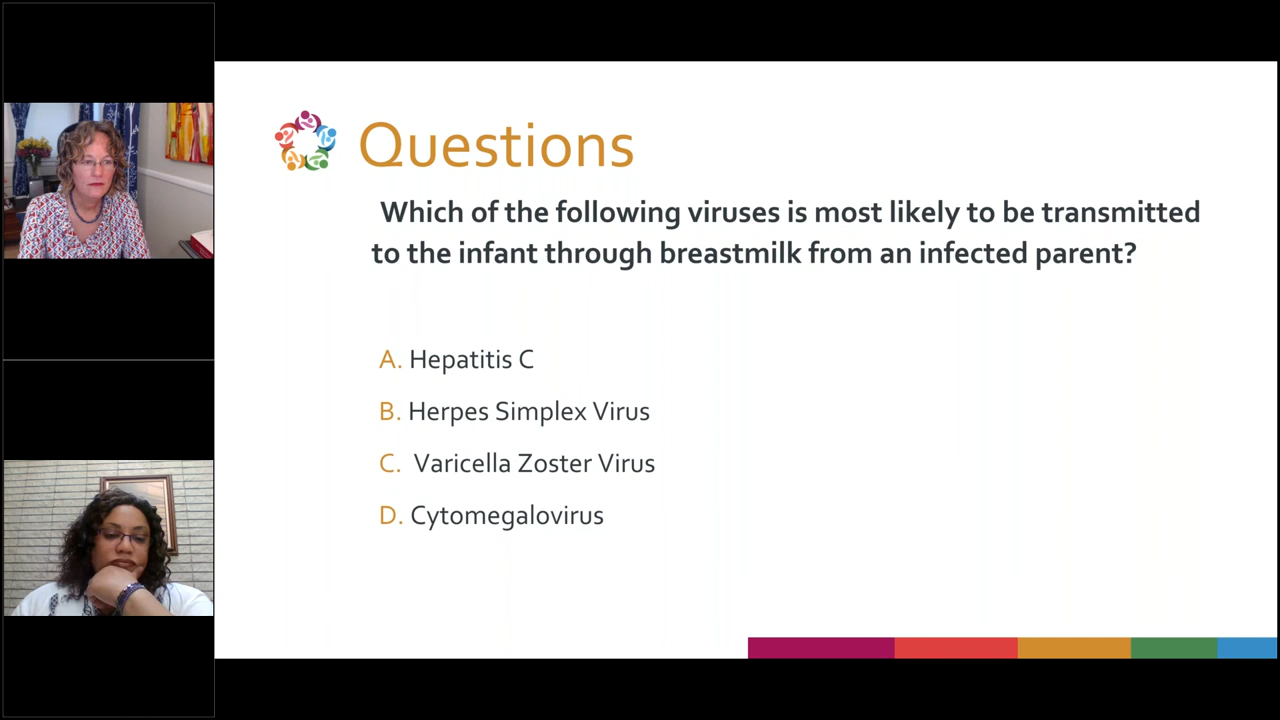 Questions
Which of the following viruses is most likely to be transmitted
to the infant through breastmilk from an infected parent?
A. Hepatitis C
B. Herpes Simplex Virus
C. Varicella Zoster Virus
D. Cytomegalovirus